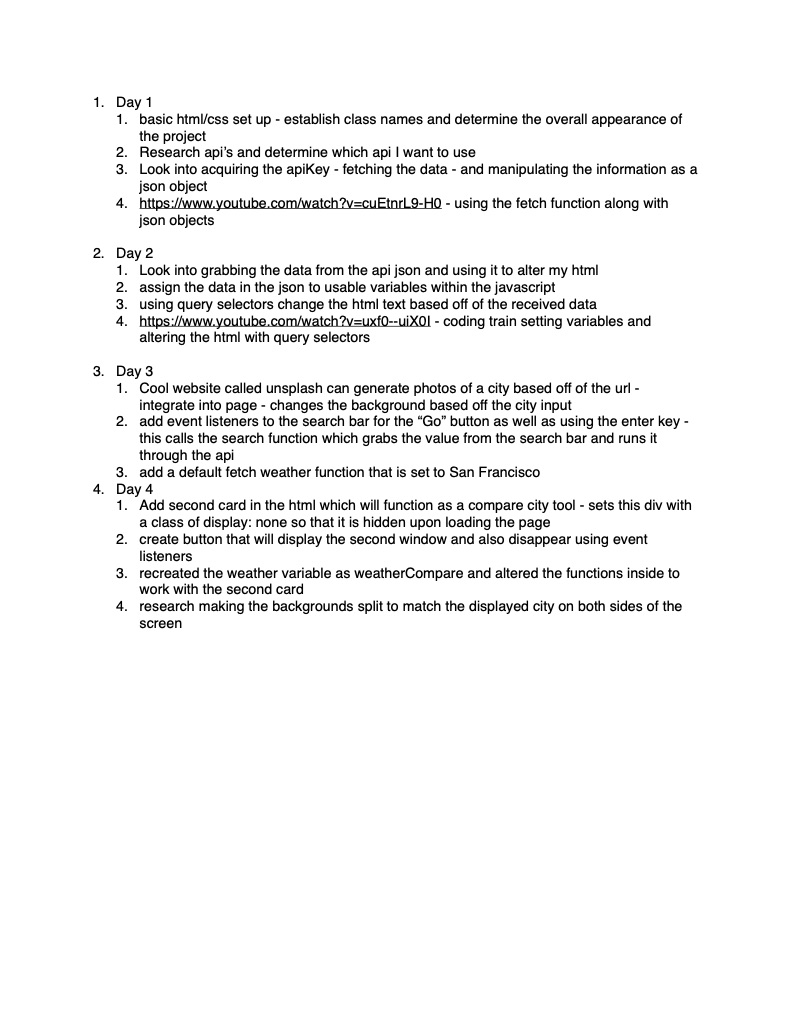 1. Day 1
1. basic html/css set up - establish class names and determine the overall appearance of
the project
2. Research api's and determine which api I want to use
3. Look into acquiring the apiKey - fetching the data - and manipulating the information as a
json object
4. https://www.youtube.com/watch?v=cuEtnrL9-H0 - using the fetch function along with
json objects
2. Day 2
1. Look into grabbing the data from the api json and using it to alter my html
2. assign the data in the json to usable variables within the javascript
3. using query selectors change the html text based off of the received data
4. https://www.youtube.com/watch?v=uxf0--uiX0I - coding train setting variables and
altering the html with query selectors
3. Day 3
1. Cool website called unsplash can generate photos of a city based off of the url -
integrate into page - changes the background based off the city input
2. add event listeners to the search bar for the “Go” button as well as using the enter key -
this calls the search function which grabs the value from the search bar and runs it
through the api
3. add a default fetch weather function that is set to San Francisco
4. Day 4
1. Add second card in the html which will function as a compare city tool - sets this div with
a class of display: none so that it is hidden upon loading the page
2. create button that will display the second window and also disappear using event
listeners
3. recreated the weather variable as weatherCompare and altered the functions inside to
work with the second card
4. research making the backgrounds split to match the displayed city on both sides of the
screen